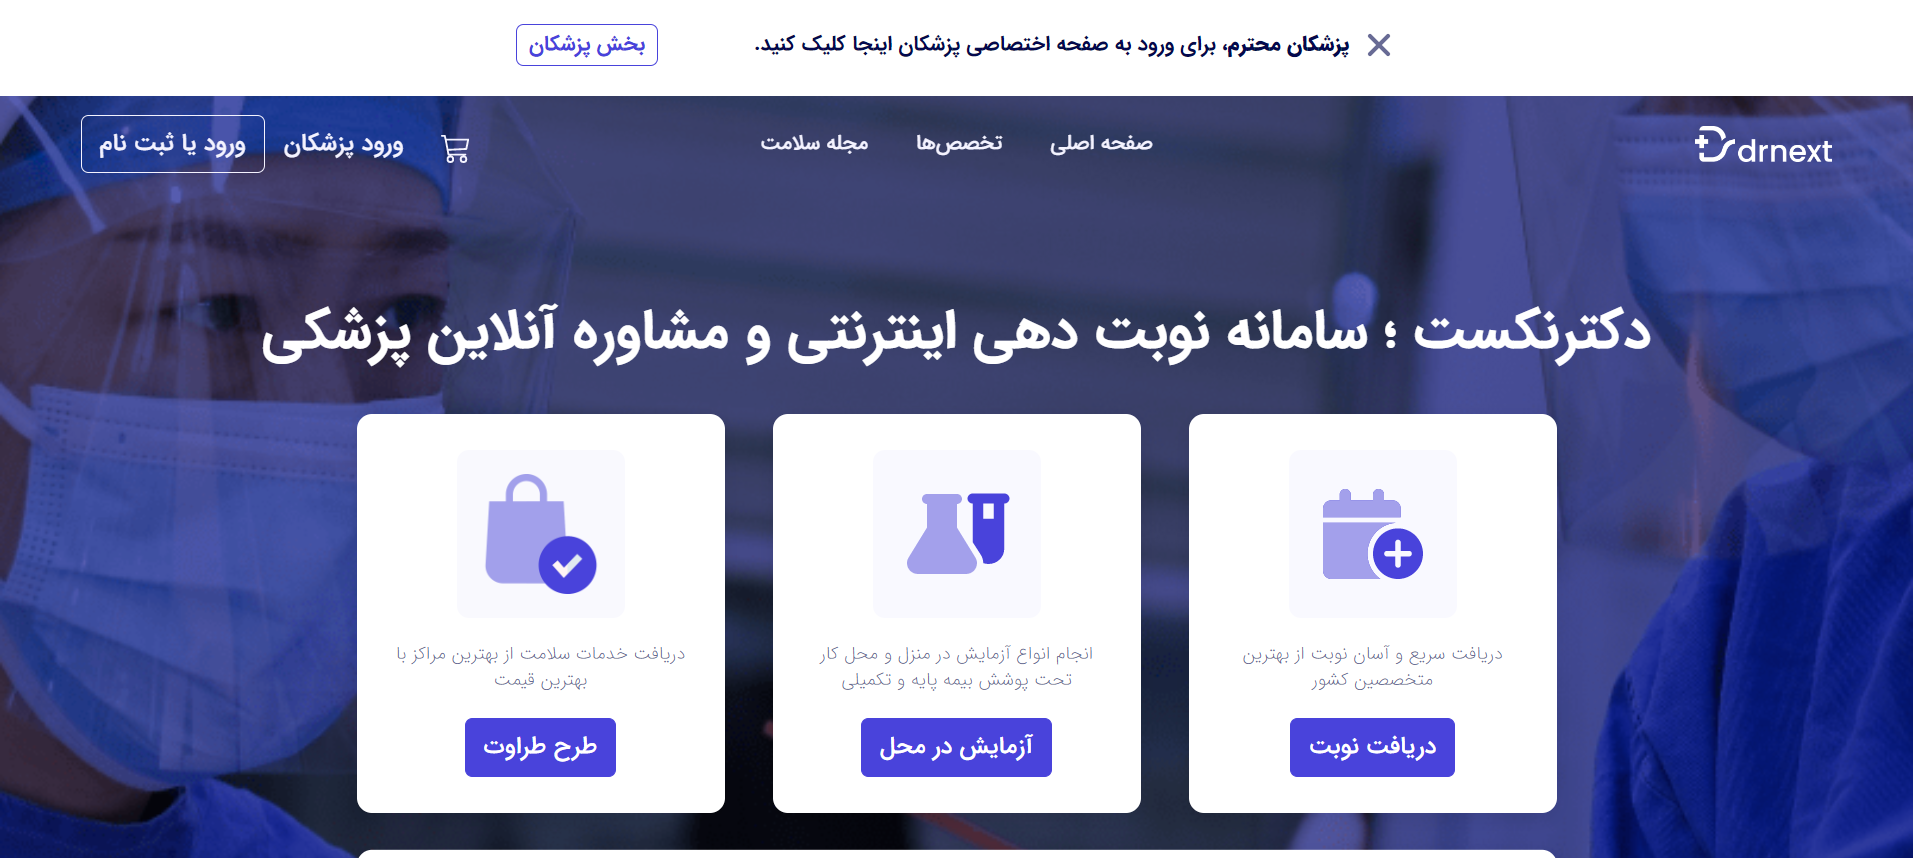 پزشکان محترم، برای ورود به صفحه اختصاصی پزشکان اینجا کلیک کنید.
بخش پزشکان
drnext
صفحه اصلی
تخصص‌ها
مجله سلامت
ورود پزشکان
ورود یا ثبت نام
دکترنکست ؛ سامانه نوبت دهی اینترنتی و مشاوره آنلاین پزشکی
دریافت سریع و آسان نوبت از بهترین
متخصصین کشور
دریافت نوبت
انجام انواع آزمایش در منزل و محل کار
تحت پوشش بیمه پایه و تکمیلی
آزمایش در محل
دریافت خدمات سلامت از بهترین مراکز با
بهترین قیمت
طرح طراوت